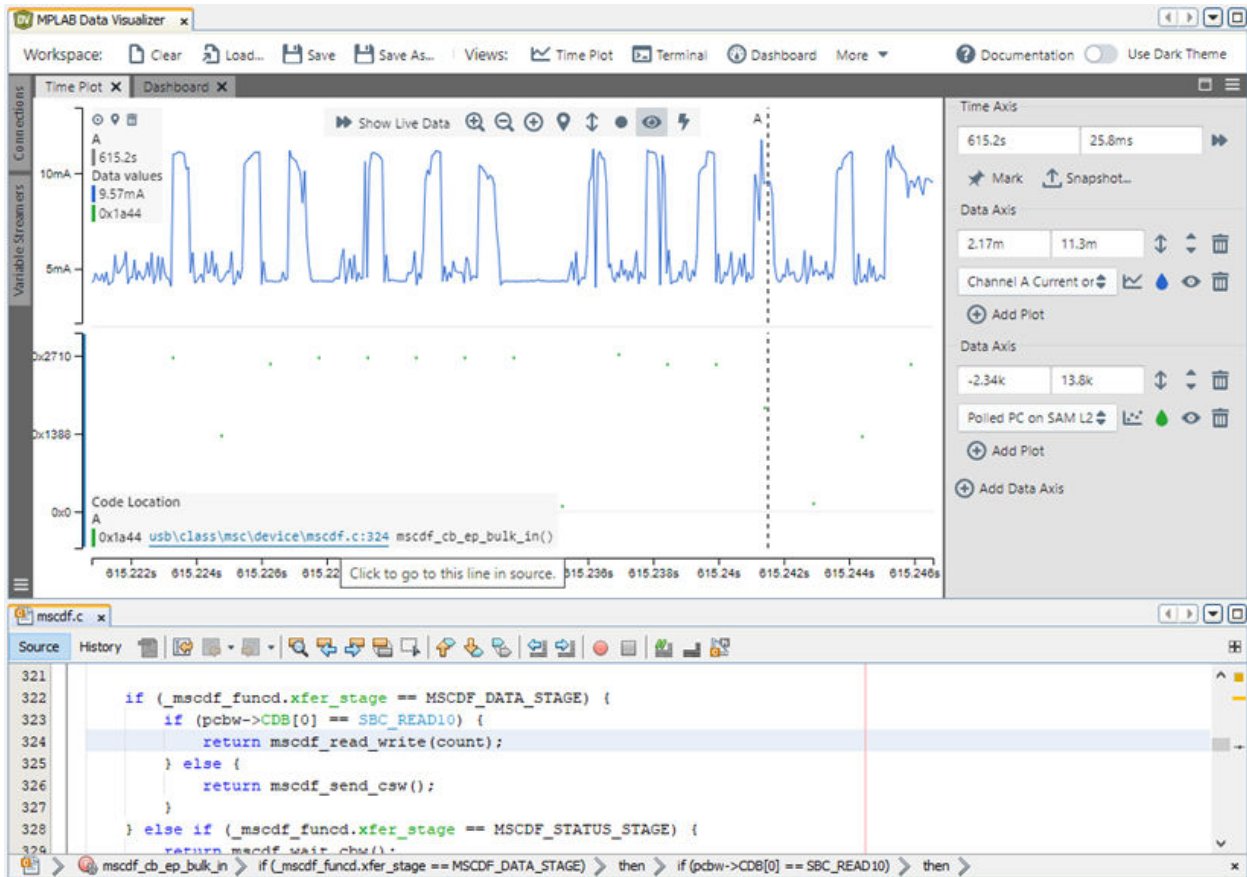 MPLAB Data Visualizer x
Workspace: Clear Load... Save Save As... Views: Time Plot Terminal Dashboard More Documentation Use Dark Theme
Connections
Variable Streamers
Time Plot X Dashboard X
Show Live Data
A
615.2s
Data values
9.57mA
0x1a44
A
10mA
5mA
0x2710
0x1388
0x0
Code Location
A
0x1a44 usb\class\msc\device\mscdf.c:324 mscdf_cb_ep_bulk_in()
615.222s 615.224s 615.226s 615.22 615.236s 615.238s 615.24s 615.242s 615.244s 615.246s
Click to go to this line in source.
Time Axis
615.2s 25.8ms
Mark Snapshot...
Data Axis
2.17m 11.3m
Channel A Current or
Add Plot
Data Axis
-2.34k 13.8k
Polled PC on SAM L2
Add Plot
Add Data Axis
mscdf.c x
Source History
321
322 if (_mscdf_funcd.xfer_stage == MSCDF_DATA_STAGE) {
323 if (pcbw->CDB[0] == SBC_READ10) {
324 return mscdf_read_write(count);
325 } else {
326 return mscdf_send_csw();
327 }
328 } else if (_mscdf_funcd.xfer_stage == MSCDF_STATUS_STAGE) {
329 return mscdf_wait_cbw();
mscdf_cb_ep_bulk_in if (_mscdf_funcd.xfer_stage == MSCDF_DATA_STAGE) then if (pcbw->CDB[0] == SBC_READ10) then